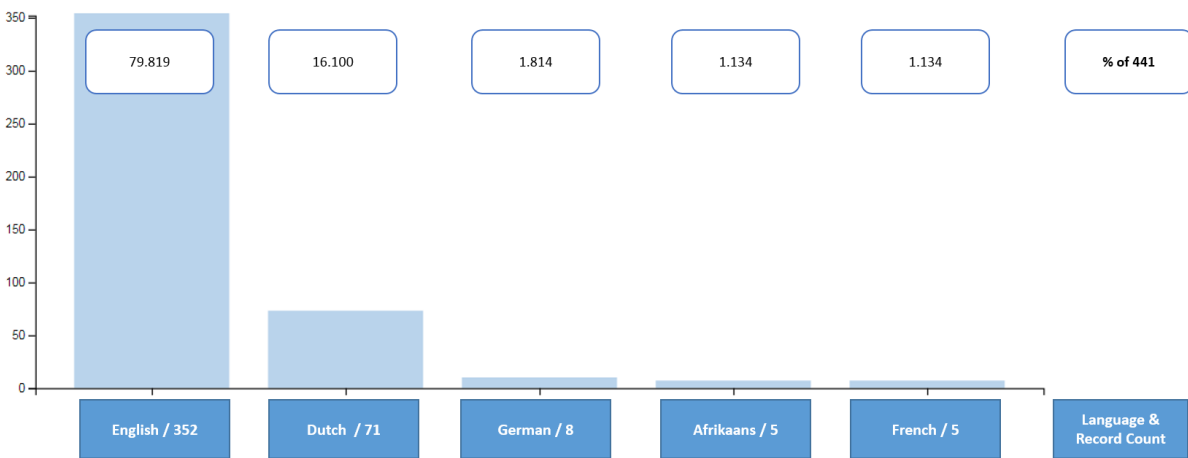 350
300
250
200
150
100
50
0
79.819
16.100
1.814
1.134
1.134
% of 441
English / 352
Dutch / 71
German / 8
Afrikaans / 5
French / 5
Language &
Record Count